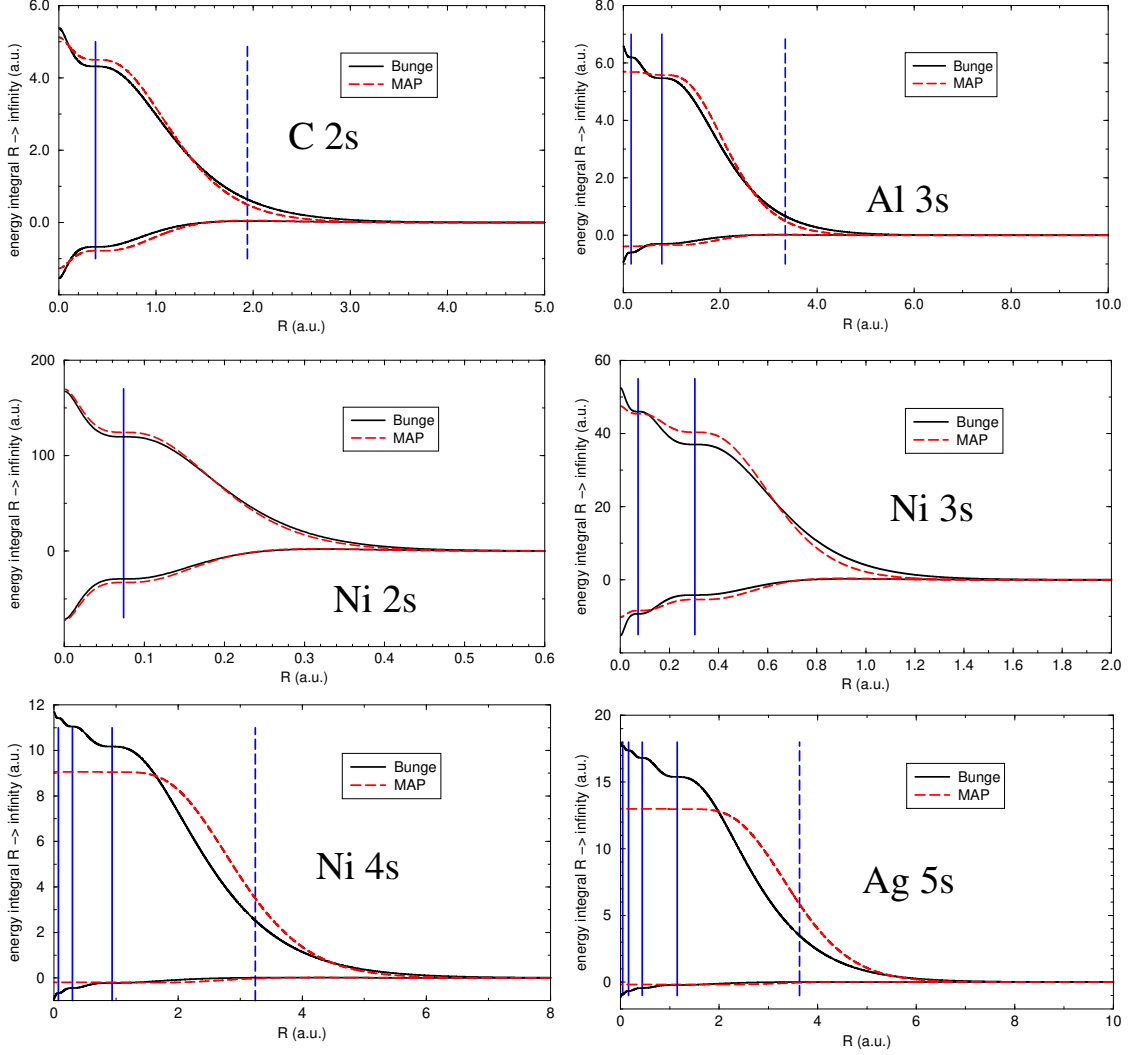 6.0
4.0
2.0
0.0
energy integral R −> infinity (a.u.)
Bunge
MAP
C 2s
0.0 1.0 2.0 3.0 4.0 5.0
R (a.u.)
8.0
6.0
4.0
2.0
0.0
−2.0
energy integral R −> infinity (a.u.)
Bunge
MAP
Al 3s
0.0 2.0 4.0 6.0 8.0 10.0
R (a.u.)
200
100
0
energy integral R −> infinity (a.u.)
Bunge
MAP
Ni 2s
0.0 0.1 0.2 0.3 0.4 0.5 0.6
R (a.u.)
60
40
20
0
energy integral R −> infinity (a.u.)
Bunge
MAP
Ni 3s
0.0 0.2 0.4 0.6 0.8 1.0 1.2 1.4 1.6 1.8 2.0
R (a.u.)
12
10
8
6
4
2
0
energy integral R −> infinity (a.u.)
Bunge
MAP
Ni 4s
0 2 4 6 8
R (a.u.)
20
15
10
5
0
energy integral R −> infinity (a.u.)
Bunge
MAP
Ag 5s
0 2 4 6 8 10
R (a.u.)